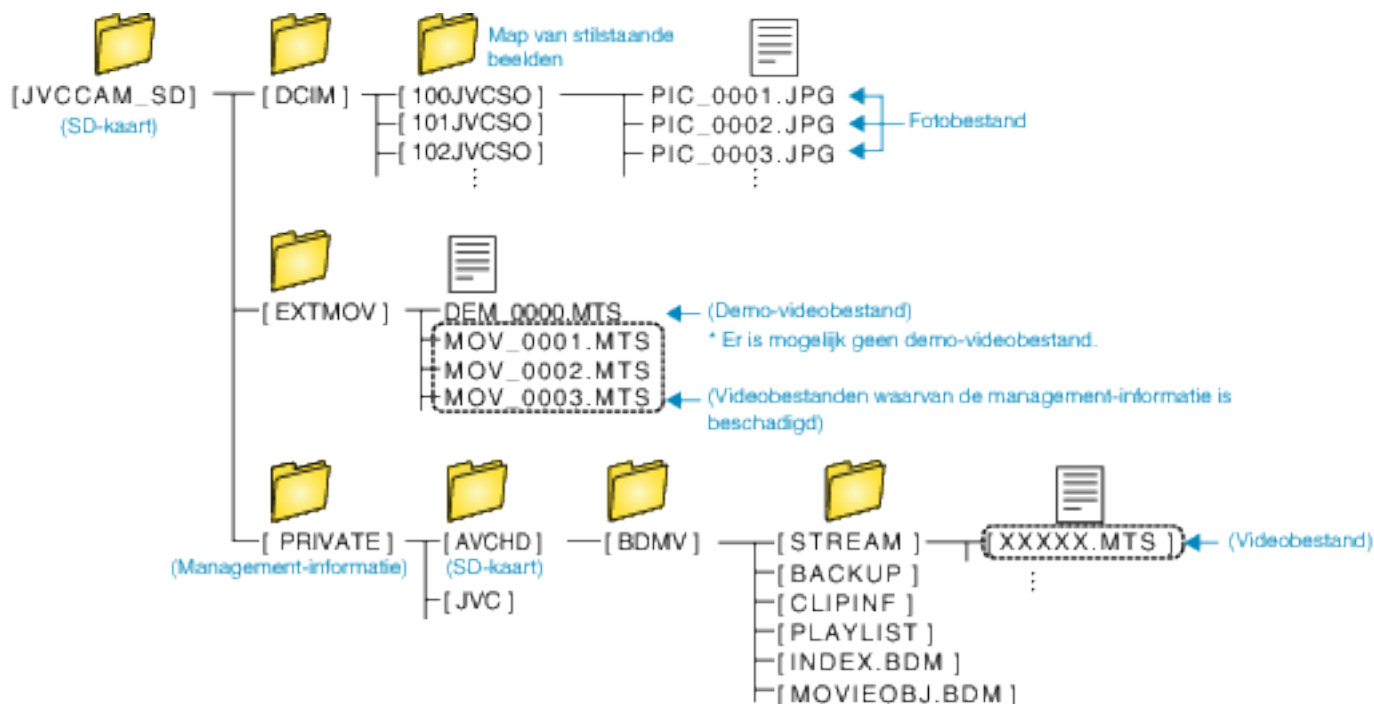 Map van stilstaande
beelden
[JVCCAM_SD] [DCIM] [100JVCSO] PIC_0001.JPG
(SD-kaart) [101JVCSO] PIC_0002.JPG Fotobestand
[102JVCSO] PIC_0003.JPG
[EXTMOV] DEM_0000.MTS (Demo-videobestand)
MOV_0001.MTS * Er is mogelijk geen demo-videobestand.
MOV_0002.MTS
MOV_0003.MTS (Videobestanden waarvan de management-informatie is
beschadigd)
[PRIVATE] [AVCHD] [BDMV] [STREAM] [XXXXX.MTS] (Videobestand)
(Management-informatie) (SD-kaart) [BACKUP]
[JVC] [CLIPINF]
[PLAYLIST]
[INDEX.BDM]
[MOVIEOBJ.BDM]